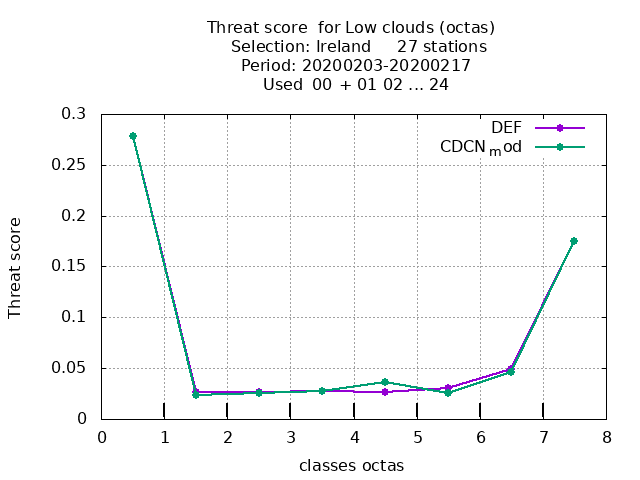 Threat score  for Low clouds (octas)
Selection: Ireland     27 stations
Period: 20200203-20200217
Used  00 + 01 02 ... 24
DEF
CDCNmod
0.3
0.25
0.2
0.15
0.1
0.05
0
Threat score
0 1 2 3 4 5 6 7 8
classes octas